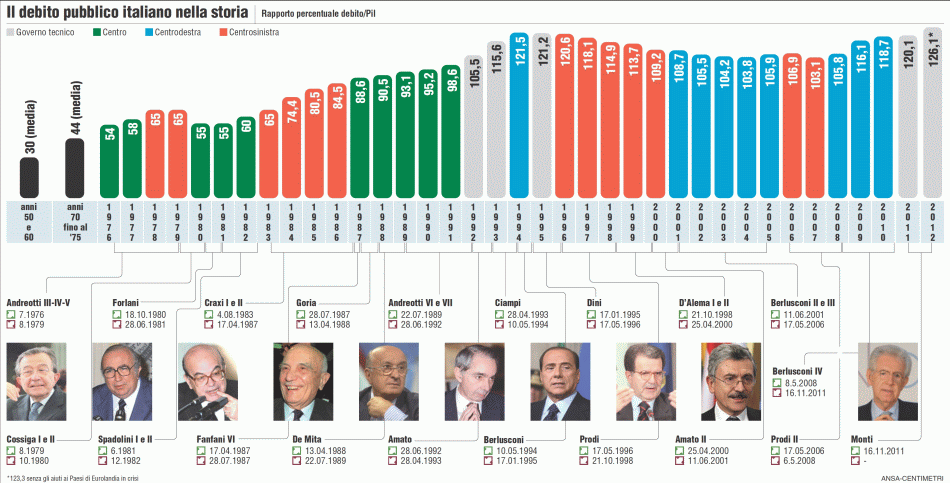 Il debito pubblico italiano nella storia | Rapporto percentuale debito/Pil
Governo tecnico Centro Centrodestra Centrosinistra
30 (media) 44 (media) 54 58 65 65 55 55 60 65 74,4 80,5 84,5 88,6 90,5 93,1 95,2 98,6 105,5 115,6 121,5 121,2 120,6 118,1 114,9 113,7 109,2 108,7 105,5 104,2 103,8 105,9 106,9 103,1 105,8 116,1 118,7 120,1 126,1*
anni 50 e 60 anni 70 fino al '75 1976 1977 1978 1979 1980 1981 1982 1983 1984 1985 1986 1987 1988 1989 1990 1991 1992 1993 1994 1995 1996 1997 1998 1999 2000 2001 2002 2003 2004 2005 2006 2007 2008 2009 2010 2011 2012
Andreotti III-IV-V Forlani Craxi I e II Goria Andreotti VI e VII Ciampi Dini D'Alema I e II Berlusconi II e III
7.1976 18.10.1980 4.08.1983 28.07.1987 22.07.1989 28.04.1993 17.01.1995 21.10.1998 11.06.2001
8.1979 28.06.1981 17.04.1987 13.04.1988 28.06.1992 10.05.1994 17.05.1996 25.04.2000 17.05.2006
Berlusconi IV
8.5.2008
16.11.2011
Cossiga I e II Spadolini I e II Fanfani VI De Mita Amato Berlusconi Prodi Amato II Prodi II Monti
8.1979 6.1981 17.04.1987 13.04.1988 28.06.1992 10.05.1994 17.05.1996 25.04.2000 17.05.2006 16.11.2011
10.1980 12.1982 28.07.1987 22.07.1989 28.04.1993 17.01.1995 21.10.1998 11.06.2001 6.5.2008 -
*123,3 senza gli aiuti ai Paesi di Eurolandia in crisi
ANSA-CENTIMETRI